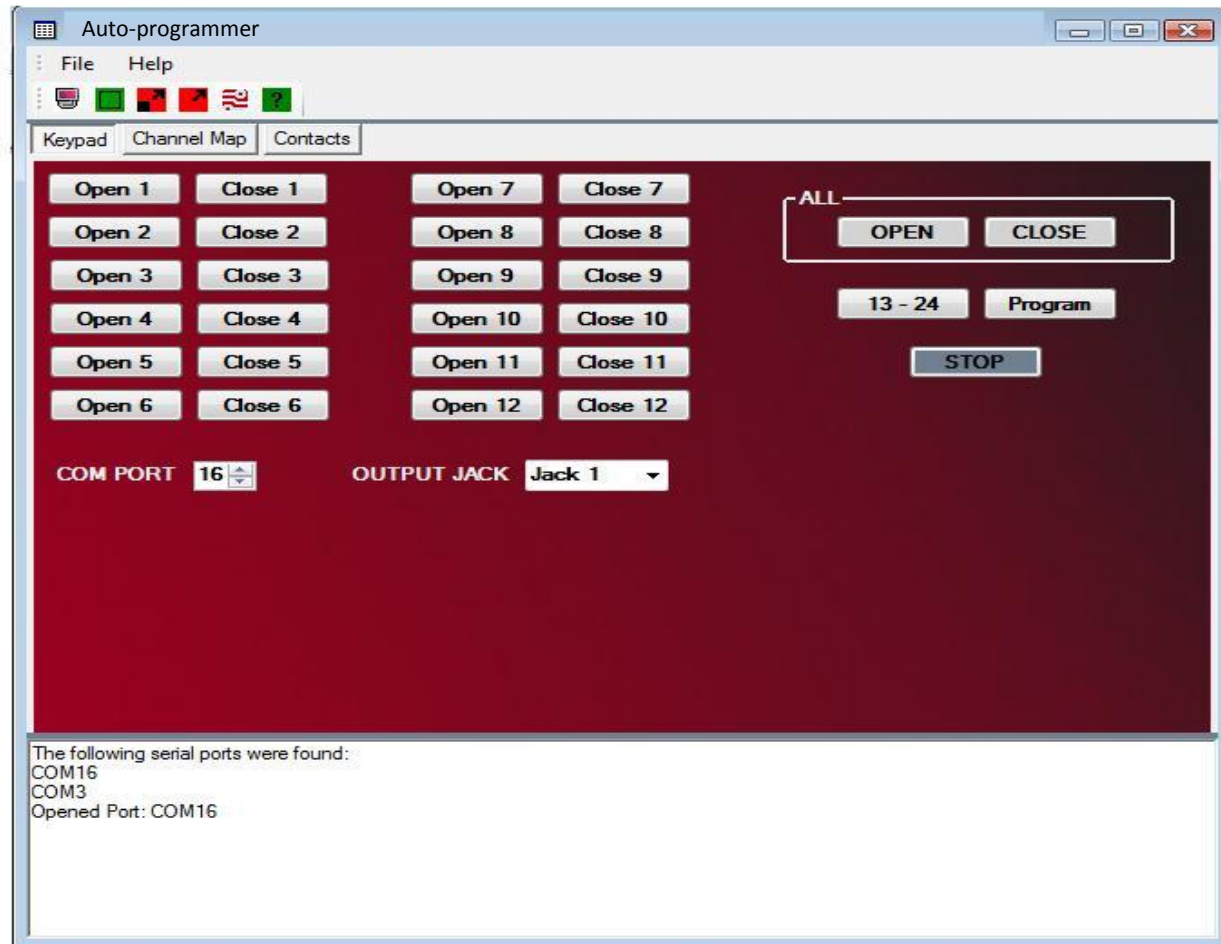 Auto-programmer
File Help
?
Keypad Channel Map Contacts
Open 1 Close 1 Open 7 Close 7
ALL
Open 2 Close 2 Open 8 Close 8 OPEN CLOSE
Open 3 Close 3 Open 9 Close 9
Open 4 Close 4 Open 10 Close 10 13 - 24 Program
Open 5 Close 5 Open 11 Close 11 STOP
Open 6 Close 6 Open 12 Close 12
COM PORT 16 OUTPUT JACK Jack 1
The following serial ports were found:
COM16
COM3
Opened Port: COM16